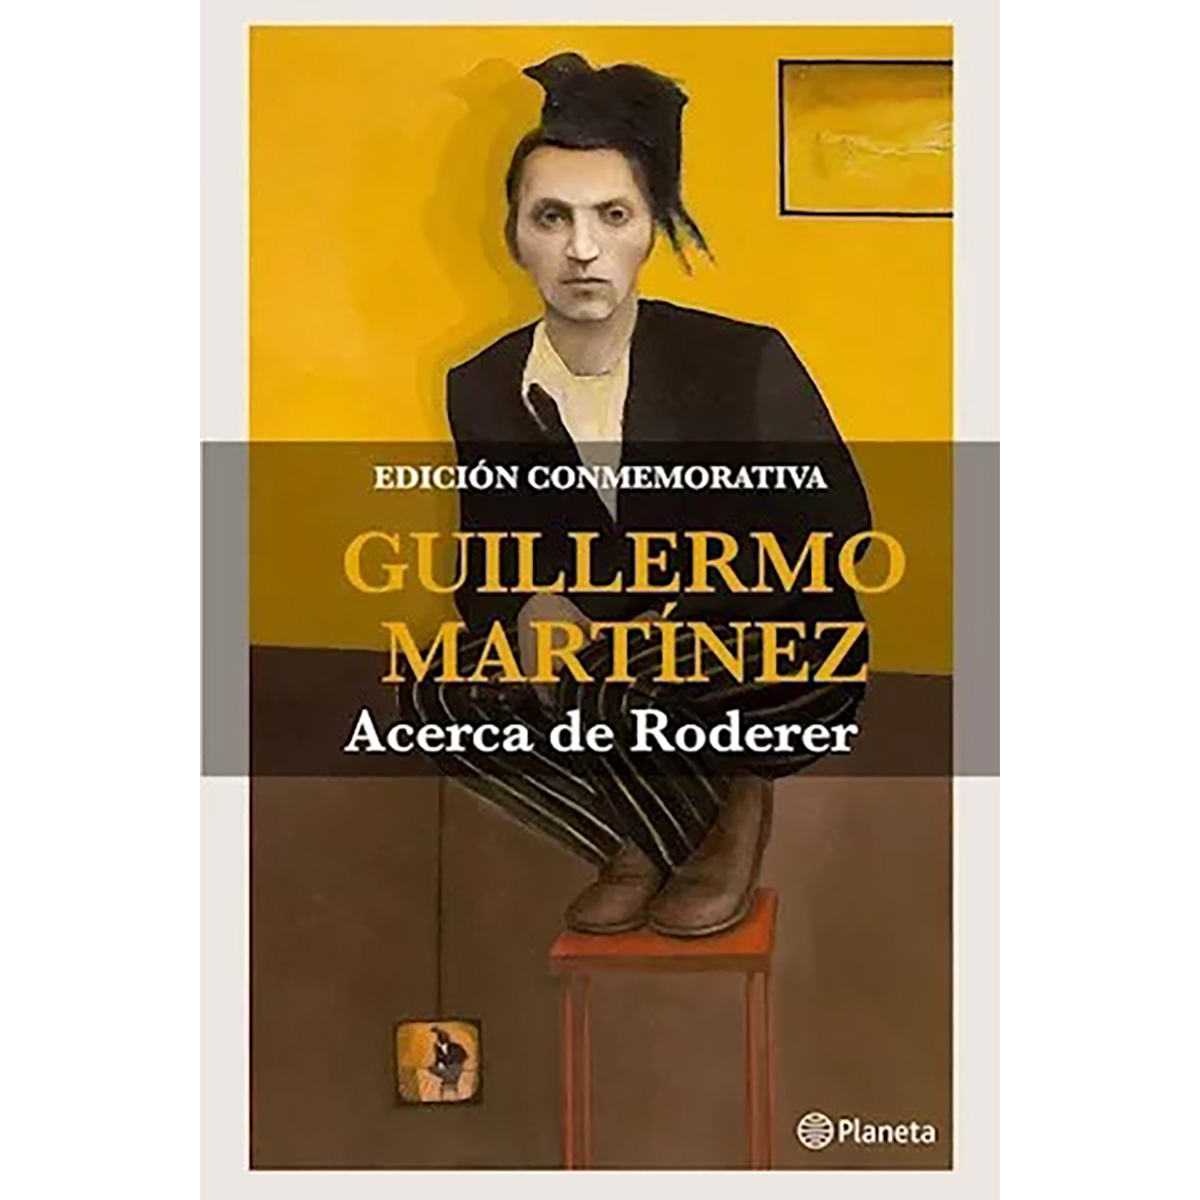 EDICIÓN CONMEMORATIVA
GUILLERMO
MARTÍNEZ
Acerca de Roderer
Planeta